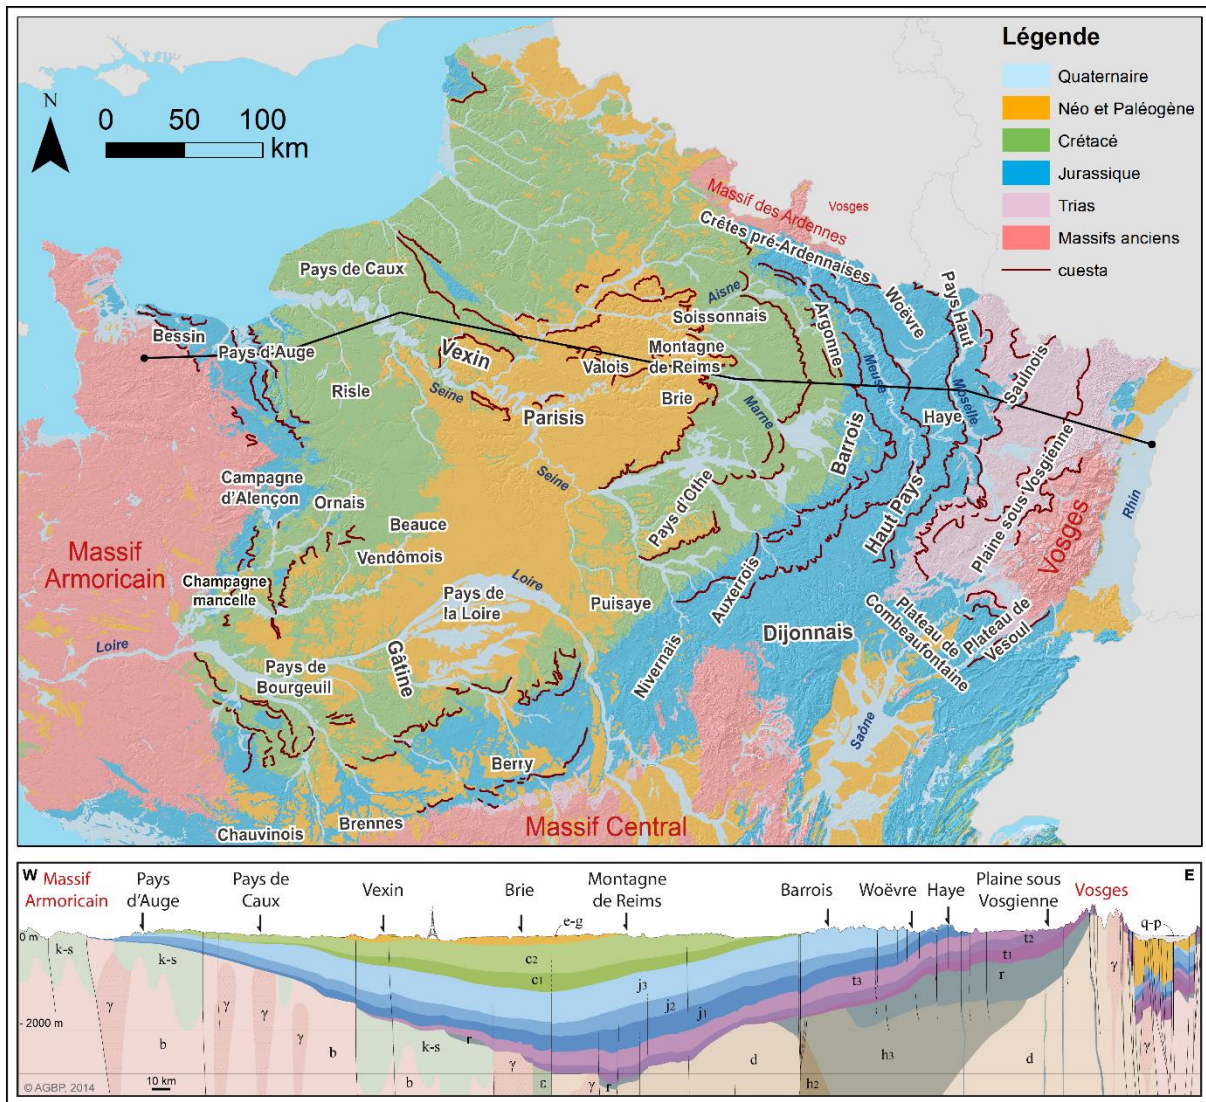 Légende
Quaternaire
Néo et Paléogène
Crétacé
Jurassique
Trias
Massifs anciens
cuesta
N
0 50 100
km
Massif des Ardennes
Vosges
Crêtes pré-Ardennaises
Pays de Caux
Aisne
Woëvre
Pays Haut
Soissonnais
Argonne
Bessin
Pays d'Auge
Vexin
Valois
Montagne
de Reims
Meuse
Moselle
Saulnois
Risle
Seine
Brie
Marne
Parisis
Haye
Barrois
Campagne
d'Alençon
Ornais
Seine
Pays d'Othe
Haut Pays
Plaine sous Vosgienne
Vosges
Rhin
Beauce
Vendômois
Massif
Armoricain
Champagne
mancelle
Loire
Pays de
la Loire
Puisaye
Auxerrois
Loire
Pays de
Bourgeuil
Gâtine
Nivernais
Dijonnais
Plateau de
Combeaufontaine
Plateau de
Vésoul
Saône
Berry
Brennes
Chauvinois
Massif Central
W
Massif
Armoricain
Pays
d'Auge
Pays de
Caux
Vexin
Brie
Montagne
de Reims
Barrois
Woëvre
Haye
Plaine sous
Vosgienne
Vosges
E
e-g
q-p
0 m
k-s
k-s
c2
c1
j3
j2
j1
t3
t2
t1
r
γ
γ
γ
γ
- 2000 m
b
b
k-s
r
γ
d
h3
d
γ
γ
b
ε
γ
r
h2
© AGBP, 2014
10 km